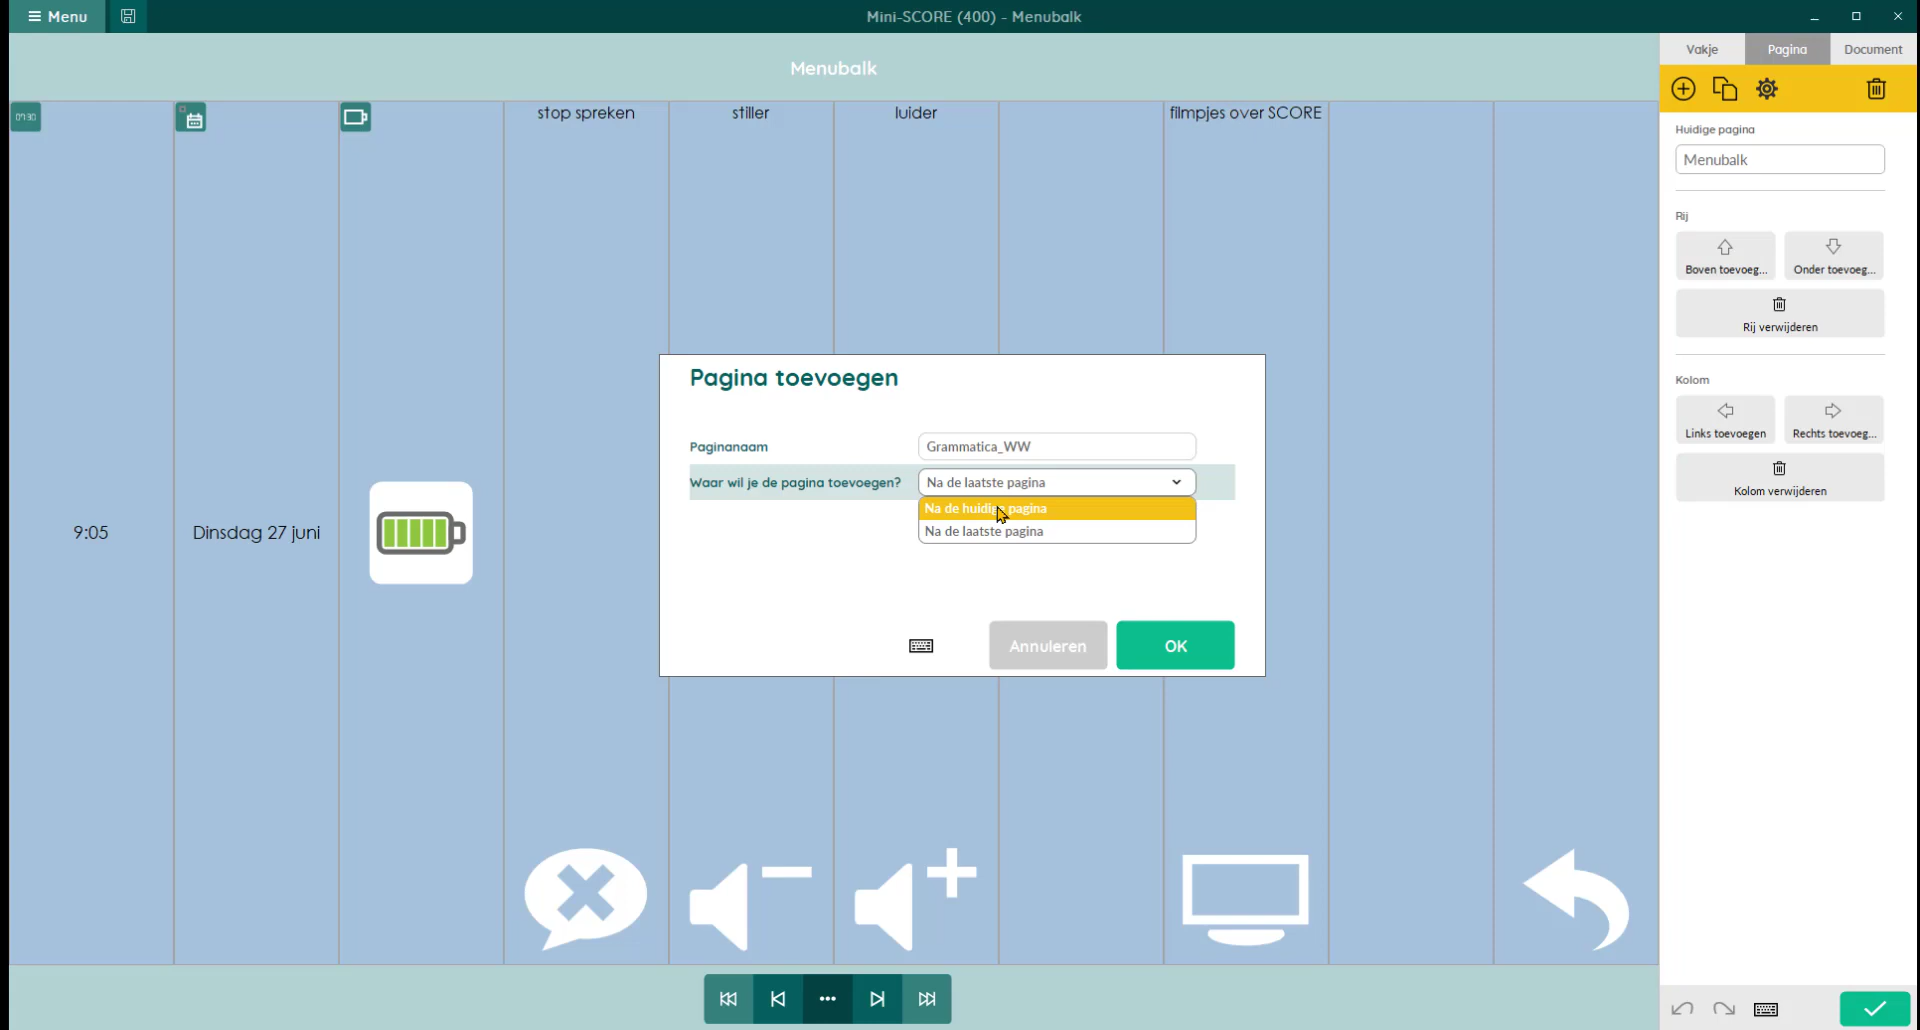 Menu
Mini-SCORE (400) - Menubalk
Vakje
Pagina
Document
Menubalk
Huidige pagina
Menubalk
Rij
Boven toevoeg...
Onder toevoeg...
Rij verwijderen
Kolom
Links toevoegen
Rechts toevoeg...
Kolom verwijderen
09:30
stop spreken
stiller
luider
filmpjes over SCORE
9:05
Dinsdag 27 juni
Pagina toevoegen
Paginanaam
Grammatica_WW
Waar wil je de pagina toevoegen?
Na de laatste pagina
Na de huidige pagina
Na de laatste pagina
Annuleren
OK